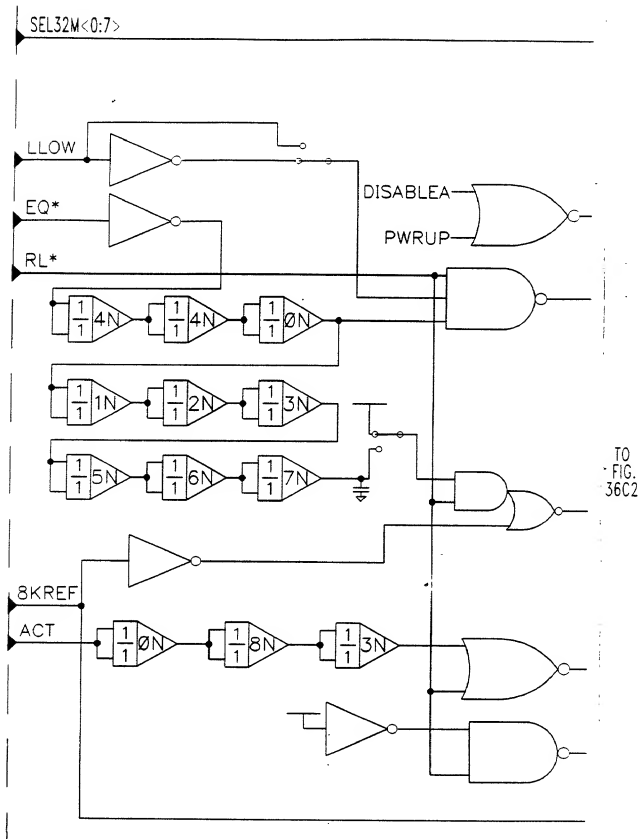 SEL32M<0:7>
LLOW
EQ*
DISABLEA
PWRUP
RL*
1/1 4N 1/1 4N 1/1 ØN
1/1 1N 1/1 2N 1/1 3N
1/1 5N 1/1 6N 1/1 7N
TO
FIG.
36C2
8KREF
ACT
1/1 ØN 1/1 8N 1/1 3N